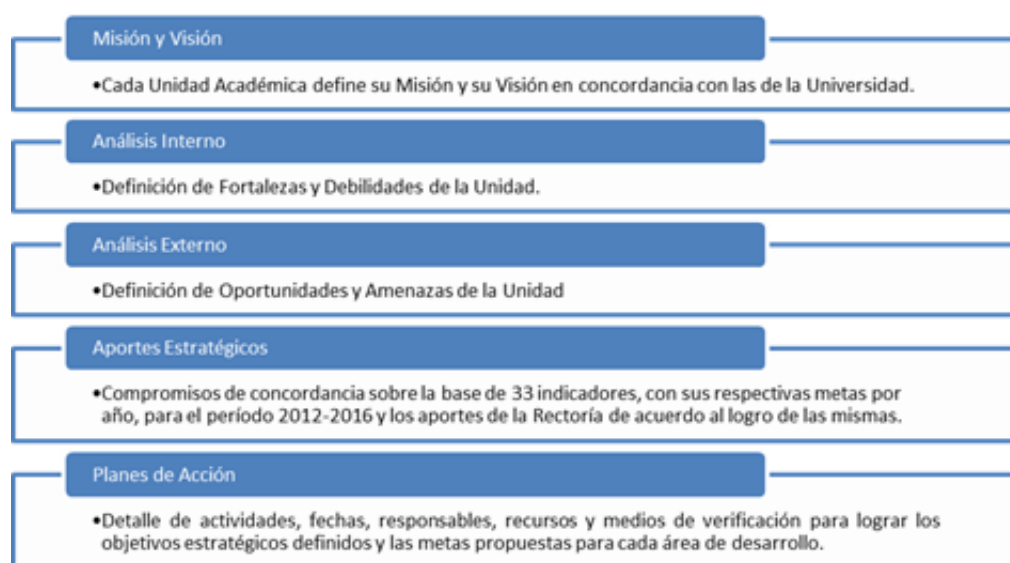 Misión y Visión
•Cada Unidad Académica define su Misión y su Visión en concordancia con las de la Universidad.
Análisis Interno
•Definición de Fortalezas y Debilidades de la Unidad.
Análisis Externo
•Definición de Oportunidades y Amenazas de la Unidad
Aportes Estratégicos
•Compromisos de concordancia sobre la base de 33 indicadores, con sus respectivas metas por
año, para el período 2012-2016 y los aportes de la Rectoría de acuerdo al logro de las mismas.
Planes de Acción
•Detalle de actividades, fechas, responsables, recursos y medios de verificación para lograr los
objetivos estratégicos definidos y las metas propuestas para cada área de desarrollo.